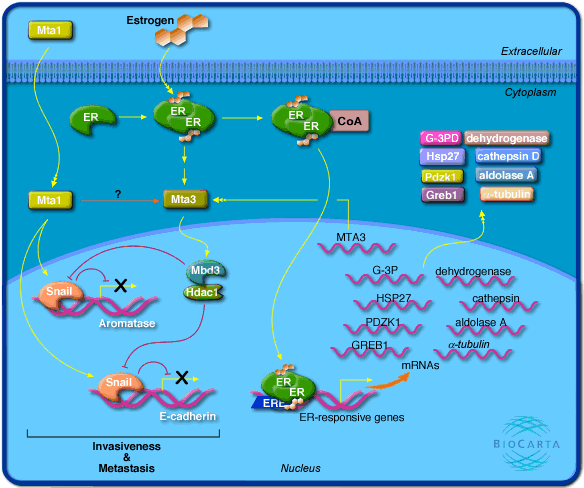 Estrogen
Mta1
Extracellular
Cytoplasm
ER
ER
ER
ER
ER
CoA
G-3PD
dehydrogenase
Hsp27
cathepsin D
Pdzk1
aldolase A
Greb1
α-tubulin
Mta1
?
Mta3
MTA3
Mbd3
Hdac1
G-3P
dehydrogenase
Snail
X
HSP27
cathepsin
Aromatase
PDZK1
aldolase A
GREB1
α-tubulin
mRNAs
Snail
X
ER
ER
ERE
E-cadherin
ER-responsive genes
Invasiveness
&
Metastasis
Nucleus
BIOCARTA